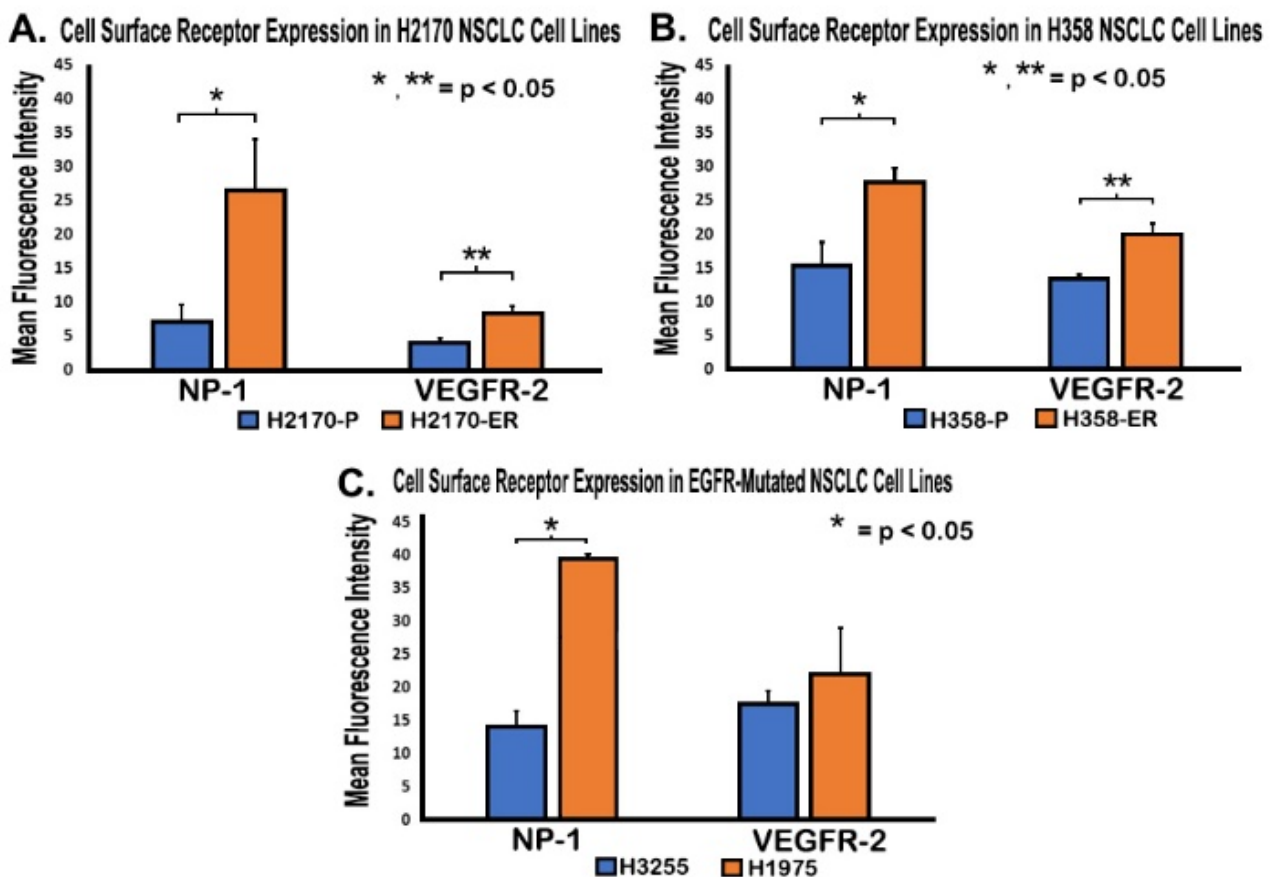 A. Cell Surface Receptor Expression in H2170 NSCLC Cell Lines
*, ** = p < 0.05
Mean Fluorescence Intensity
45
40
35
30
25
20
15
10
5
0
*
**
NP-1 VEGFR-2
H2170-P H2170-ER
B. Cell Surface Receptor Expression in H358 NSCLC Cell Lines
*, ** = p < 0.05
Mean Fluorescence Intensity
45
40
35
30
25
20
15
10
5
0
*
**
NP-1 VEGFR-2
H358-P H358-ER
C. Cell Surface Receptor Expression in EGFR-Mutated NSCLC Cell Lines
* = p < 0.05
Mean Fluorescence Intensity
45
40
35
30
25
20
15
10
5
0
*
NP-1 VEGFR-2
H3255 H1975